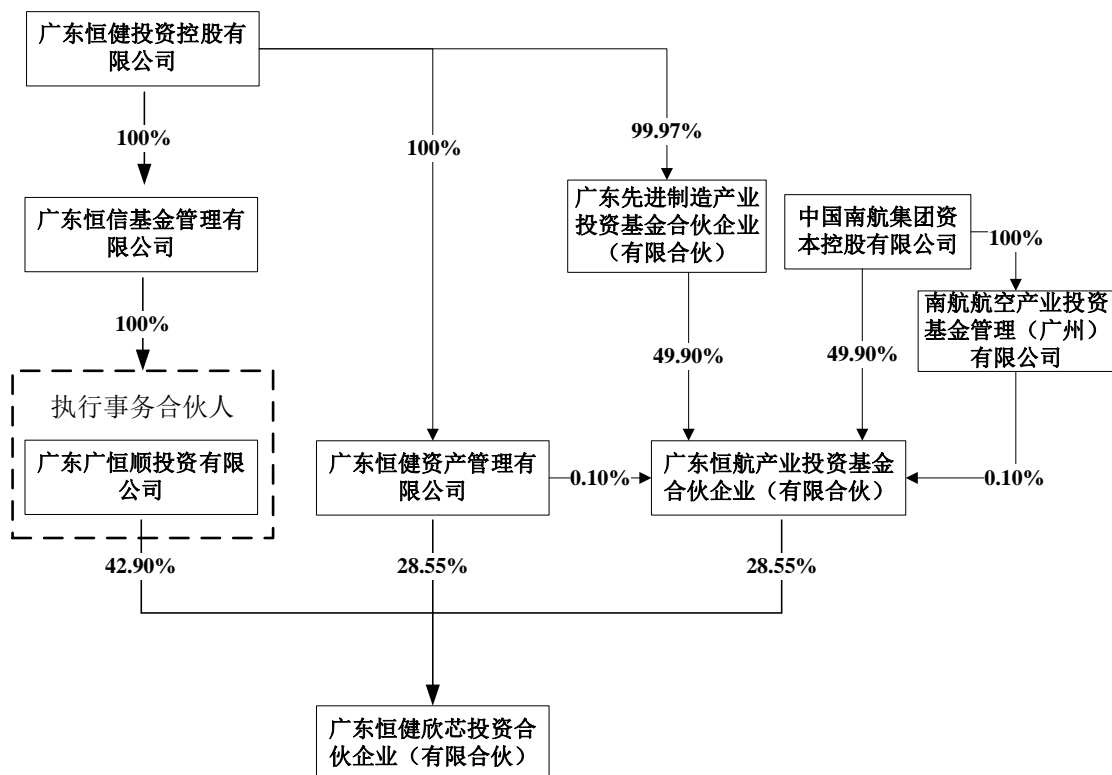 广东恒健投资控股有
限公司
100%
100%
99.97%
广东恒信基金管理有
限公司
广东先进制造产业
投资基金合伙企业
（有限合伙）
中国南航集团资
本控股有限公司
100%
南航航空产业投资
基金管理（广州）
有限公司
100%
49.90%
49.90%
执行事务合伙人
广东广恒顺投资有限
公司
广东恒健资产管理有
限公司
0.10%
广东恒航产业投资基金
合伙企业（有限合伙）
0.10%
42.90%
28.55%
28.55%
广东恒健欣芯投资合
伙企业（有限合伙）